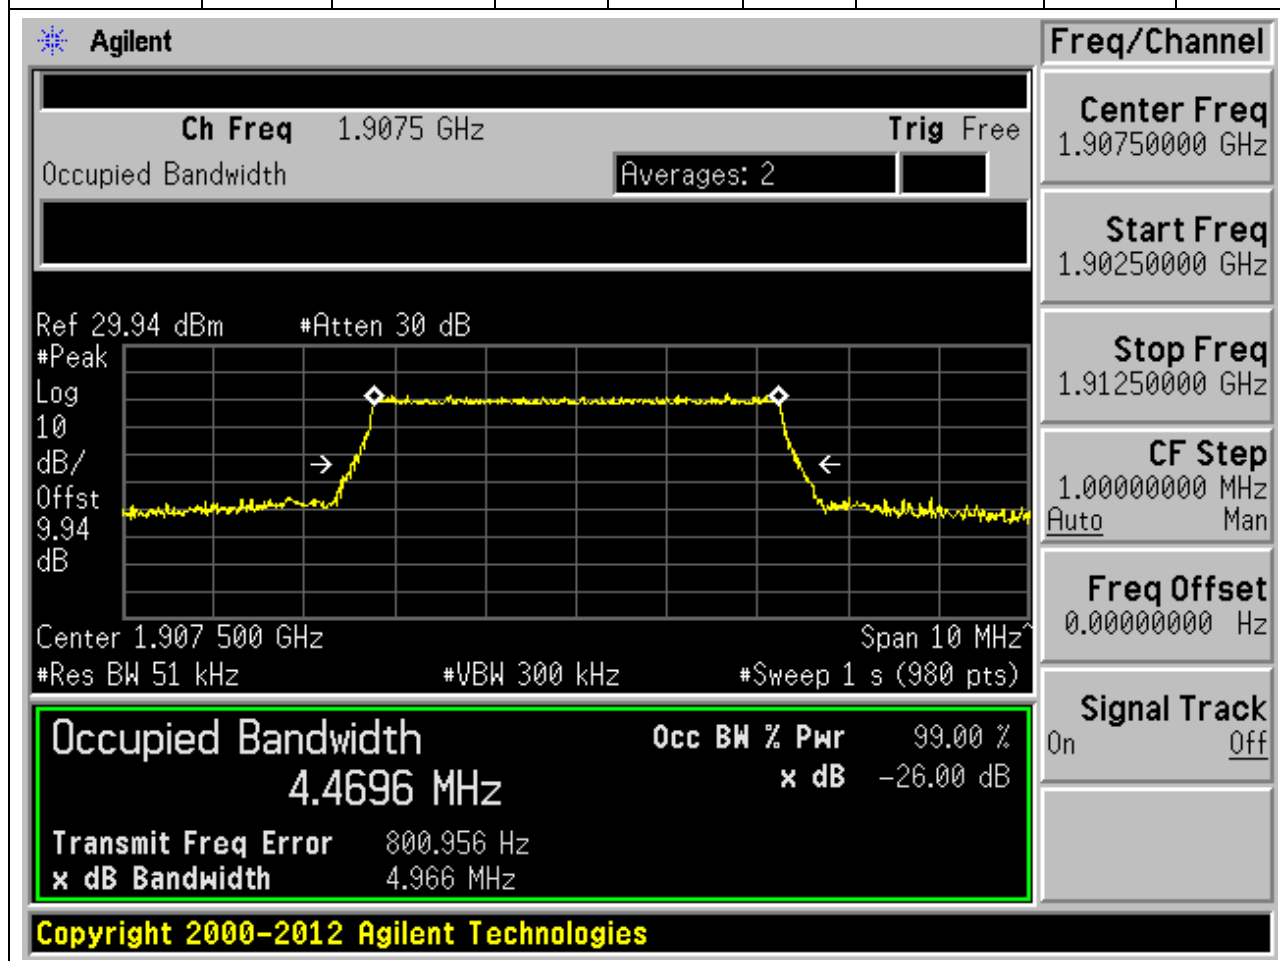 Agilent
Freq/Channel
Ch Freq 1.9075 GHz Trig Free
Occupied Bandwidth Averages: 2
Center Freq
1.90750000 GHz
Start Freq
1.90250000 GHz
Stop Freq
1.91250000 GHz
CF Step
1.00000000 MHz
Auto Man
Freq Offset
0.00000000 Hz
Signal Track
On Off
Ref 29.94 dBm #Atten 30 dB
#Peak
Log
10
dB/
Offst
9.94
dB
Center 1.907 500 GHz Span 10 MHz^
#Res BW 51 kHz #VBW 300 kHz #Sweep 1 s (980 pts)
Occupied Bandwidth Occ BW % Pwr 99.00 %
4.4696 MHz x dB -26.00 dB
Transmit Freq Error 800.956 Hz
x dB Bandwidth 4.966 MHz
Copyright 2000-2012 Agilent Technologies